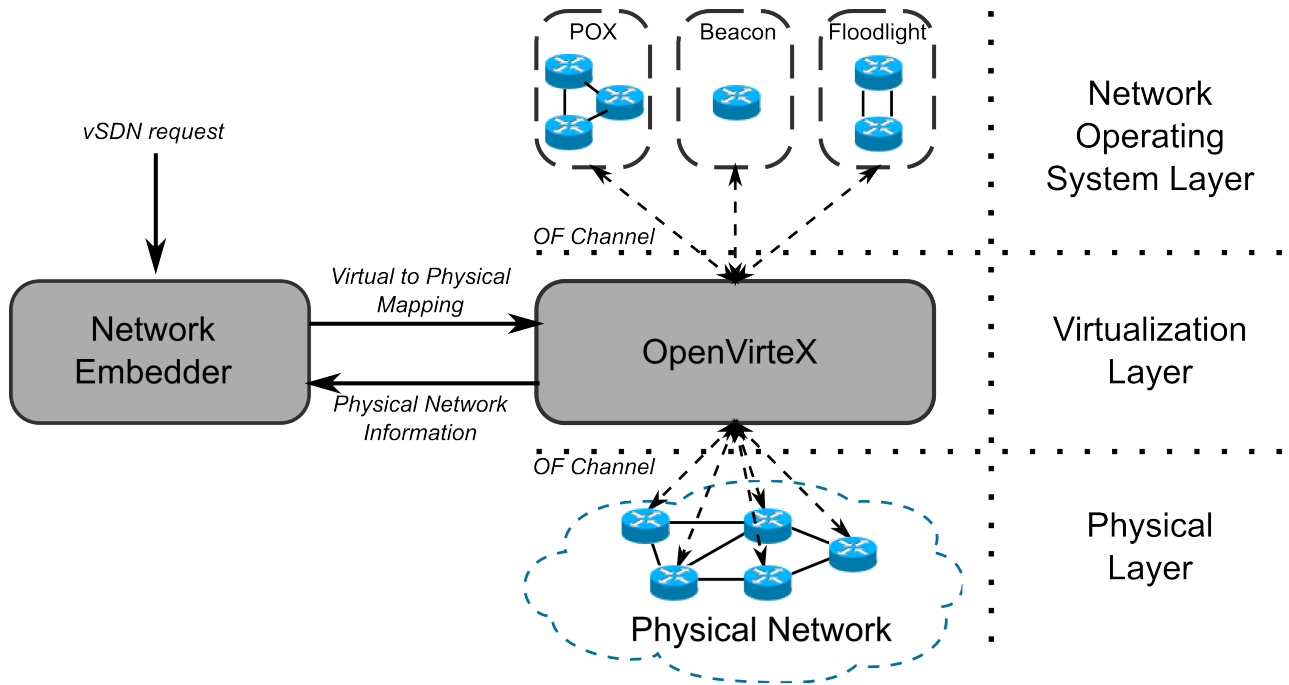 POX
Beacon
Floodlight
Network
Operating
System Layer
vSDN request
OF Channel
Virtual to Physical
Mapping
Network
Embedder
OpenVirteX
Virtualization
Layer
Physical Network
Information
OF Channel
Physical
Layer
Physical Network